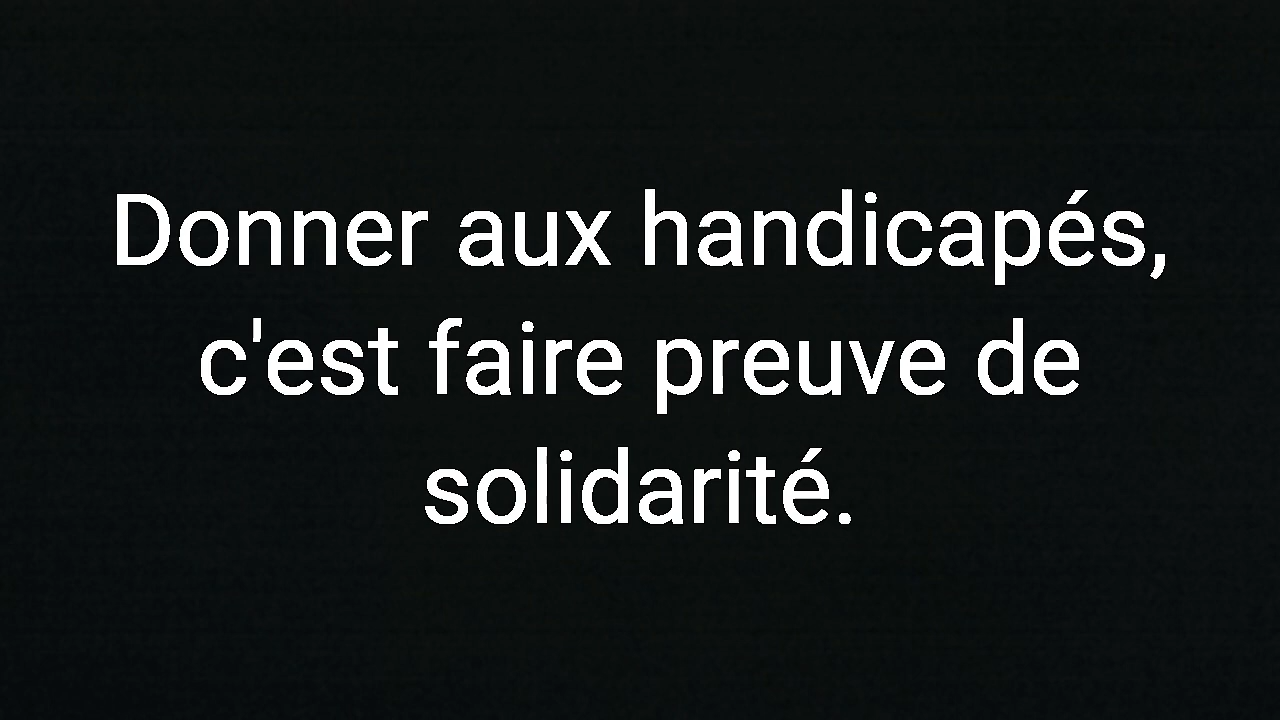 Donner aux handicapés,
c'est faire preuve de
solidarité.